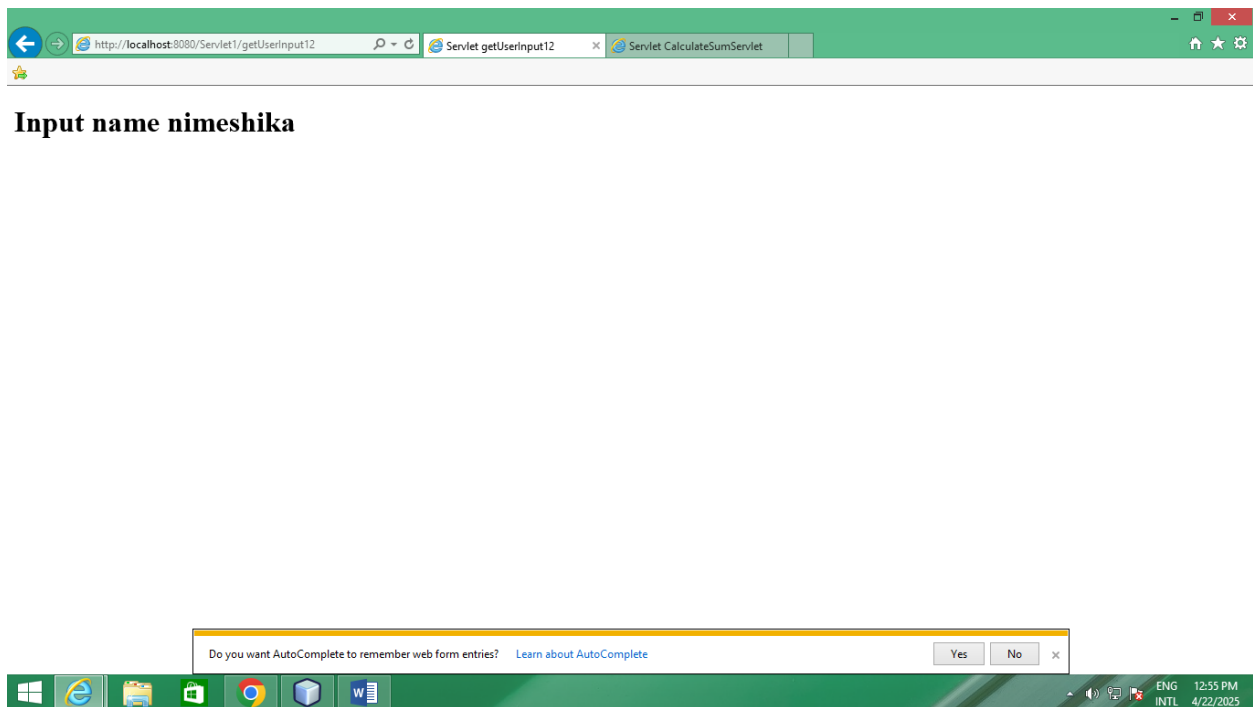 http://localhost:8080/Servlet1/getUserInput12
Servlet getUserInput12
Servlet CalculateSumServlet
Input name nimeshika
Do you want AutoComplete to remember web form entries? Learn about AutoComplete
Yes
No
ENG 12:55 PM
INTL 4/22/2025